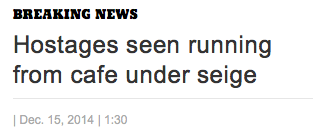 BREAKING NEWS
Hostages seen running
from cafe under seige
| Dec. 15, 2014 | 1:30